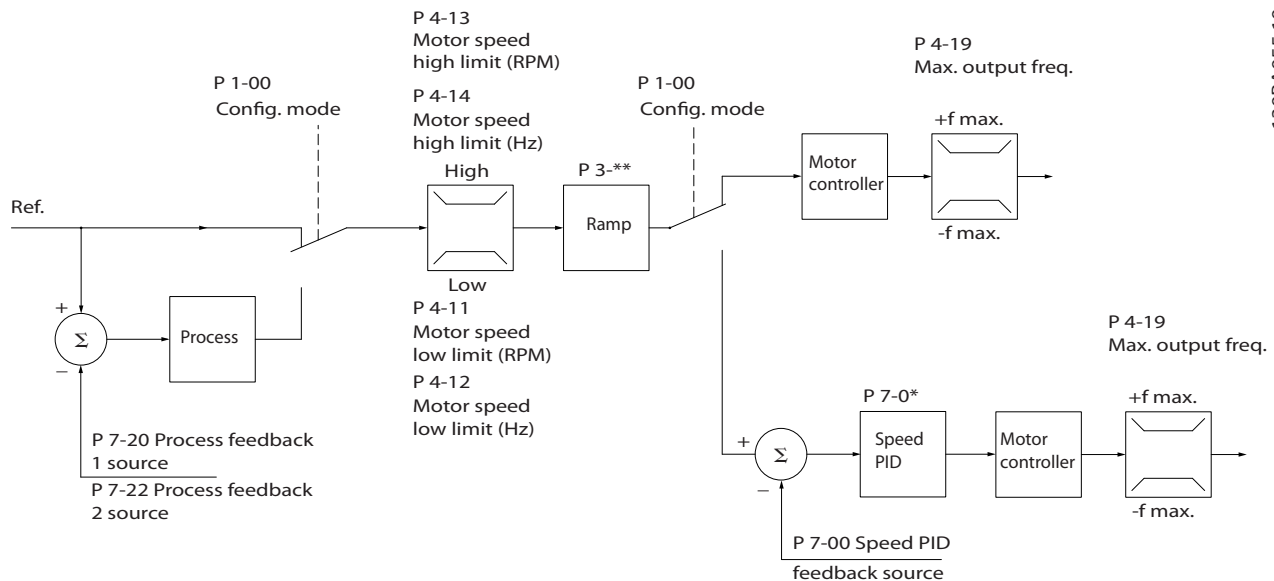 P 4-13
Motor speed
high limit (RPM)
P 4-14
Motor speed
high limit (Hz)
High
P 1-00
Config. mode
P 3-**
Ramp
P 1-00
Config. mode
P 4-19
Max. output freq.
+f max.
-f max.
Motor
controller
Ref.
+
Σ
−
Process
Low
P 4-11
Motor speed
low limit (RPM)
P 4-12
Motor speed
low limit (Hz)
P 7-20 Process feedback
1 source
P 7-22 Process feedback
2 source
P 4-19
Max. output freq.
+f max.
-f max.
P 7-0*
+
Σ
−
Speed
PID
Motor
controller
P 7-00 Speed PID
feedback source